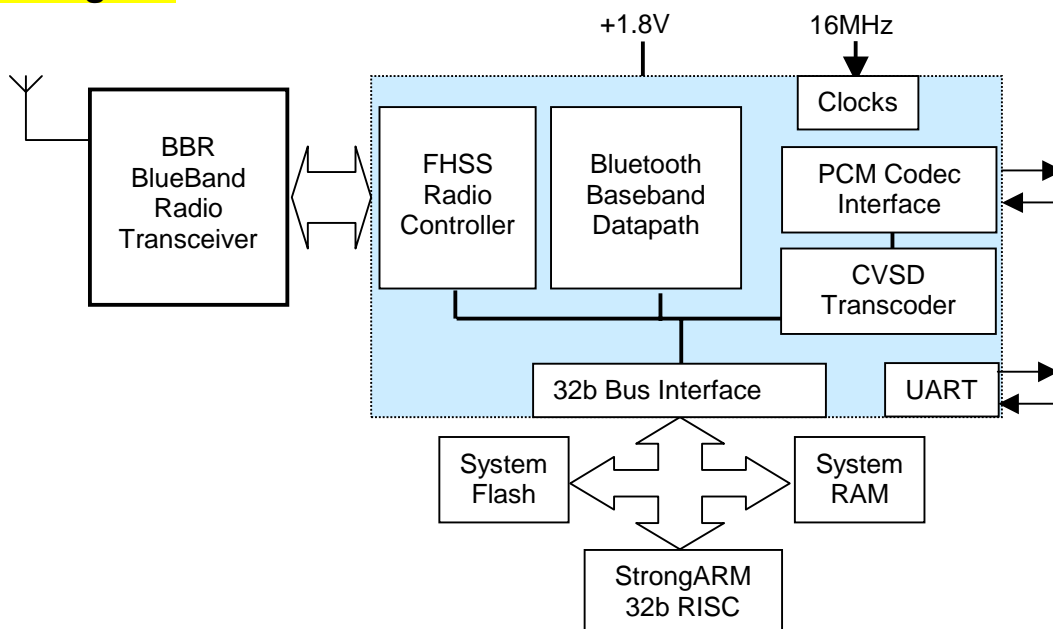 +1.8V
16MHz
Clocks
BBR
BlueBand
Radio
Transceiver
FHSS
Radio
Controller
Bluetooth
Baseband
Datapath
PCM Codec
Interface
CVSD
Transcoder
32b Bus Interface
UART
System
Flash
System
RAM
StrongARM
32b RISC